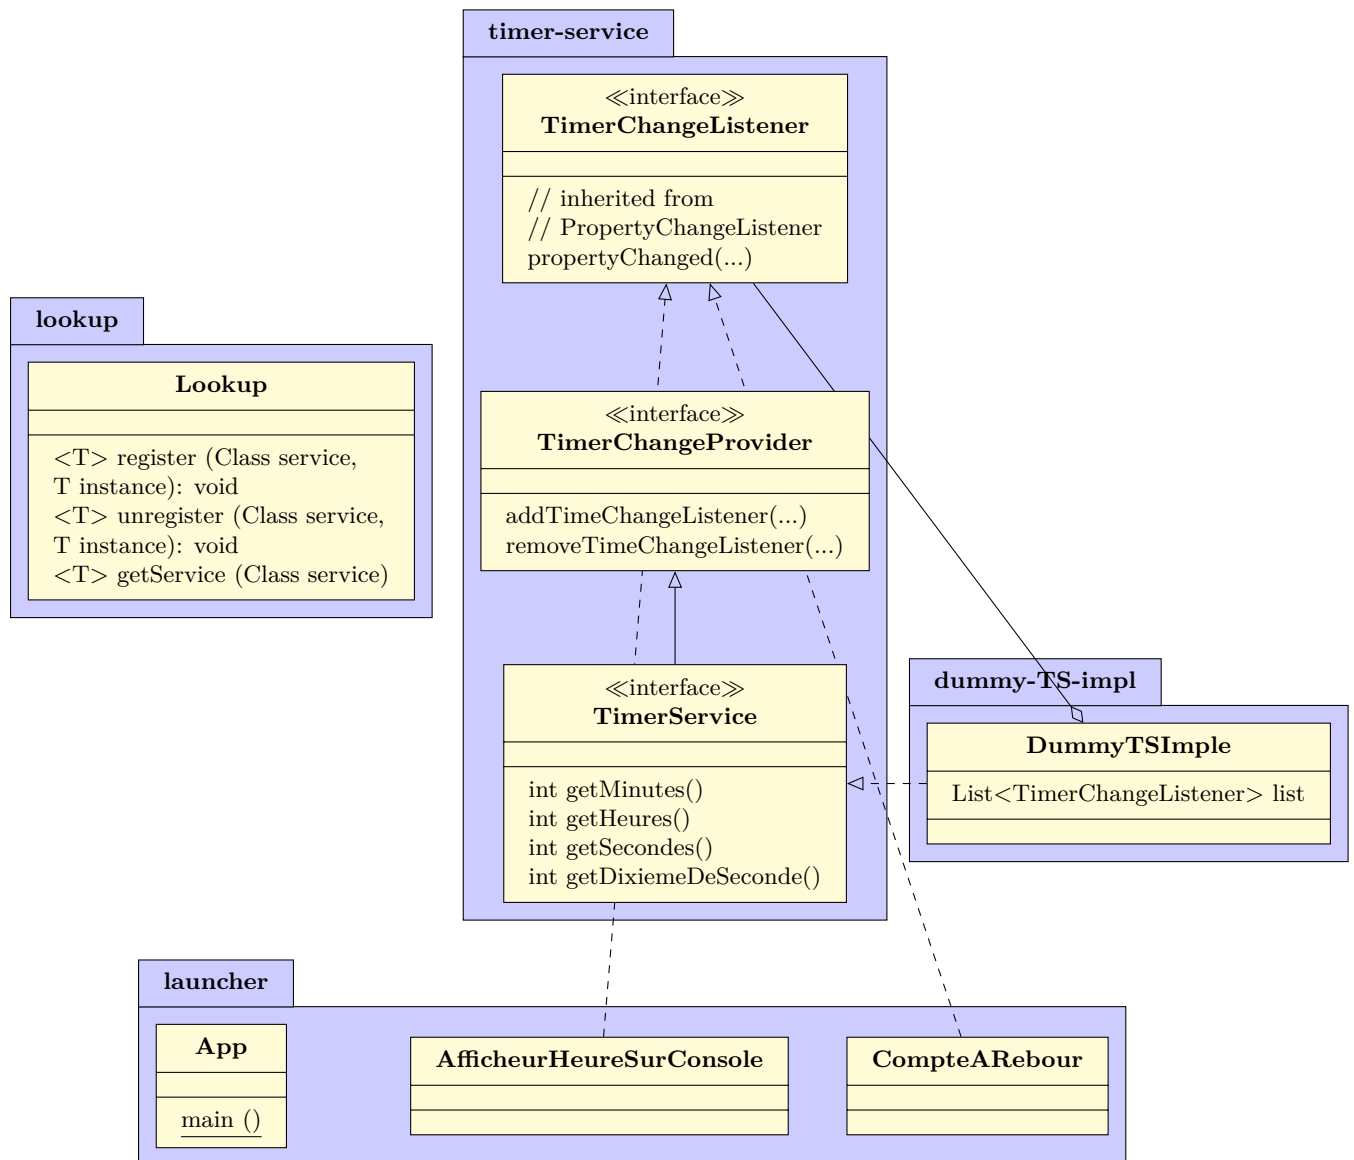 timer-service
≪interface≫
TimerChangeListener
// inherited from
// PropertyChangeListener
propertyChanged(...)
lookup
Lookup
<T> register (Class service,
T instance): void
<T> unregister (Class service,
T instance): void
<T> getService (Class service)
≪interface≫
TimerChangeProvider
addTimeChangeListener(...)
removeTimeChangeListener(...)
≪interface≫
TimerService
int getMinutes()
int getHeures()
int getSecondes()
int getDixiemeDeSeconde()
dummy-TS-impl
DummyTSImple
List<TimerChangeListener> list
launcher
App
main ()
AfficheurHeureSurConsole
CompteARebour